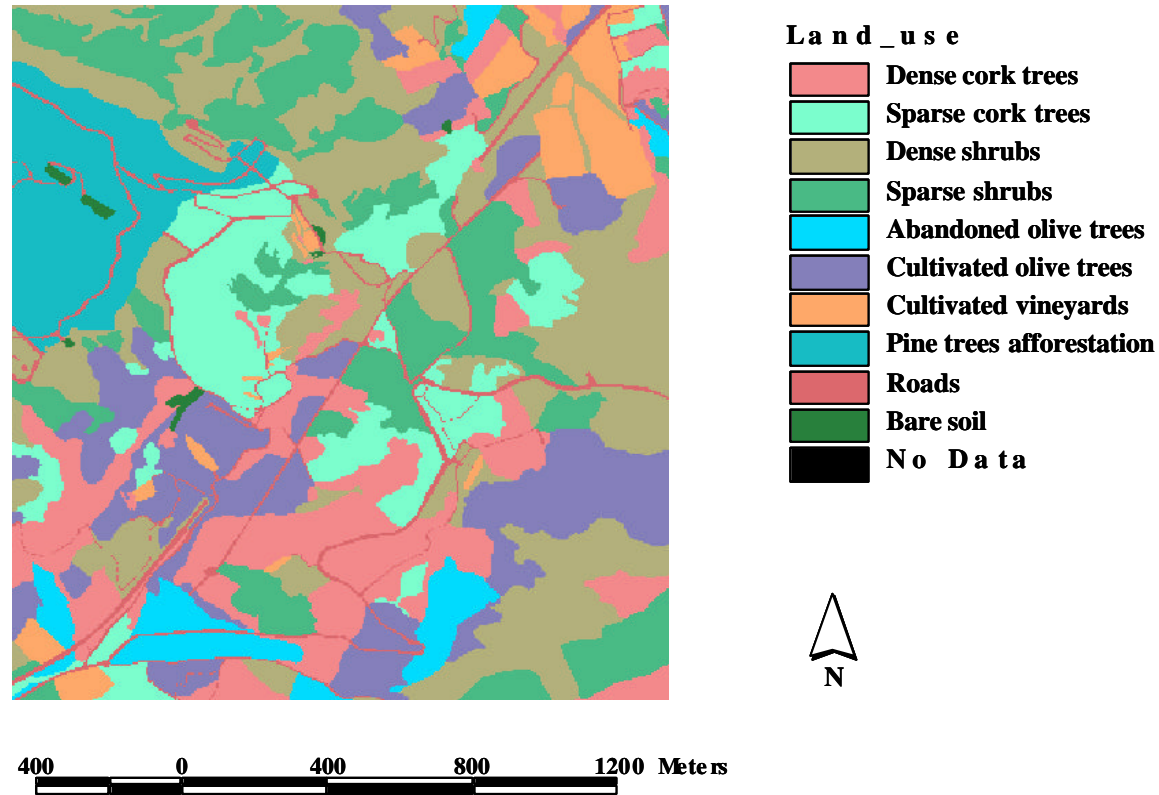 Land_use
Dense cork trees
Sparse cork trees
Dense shrubs
Sparse shrubs
Abandoned olive trees
Cultivated olive trees
Cultivated vineyards
Pine trees afforestation
Roads
Bare soil
No Data
N
400 0 400 800 1200 Meters